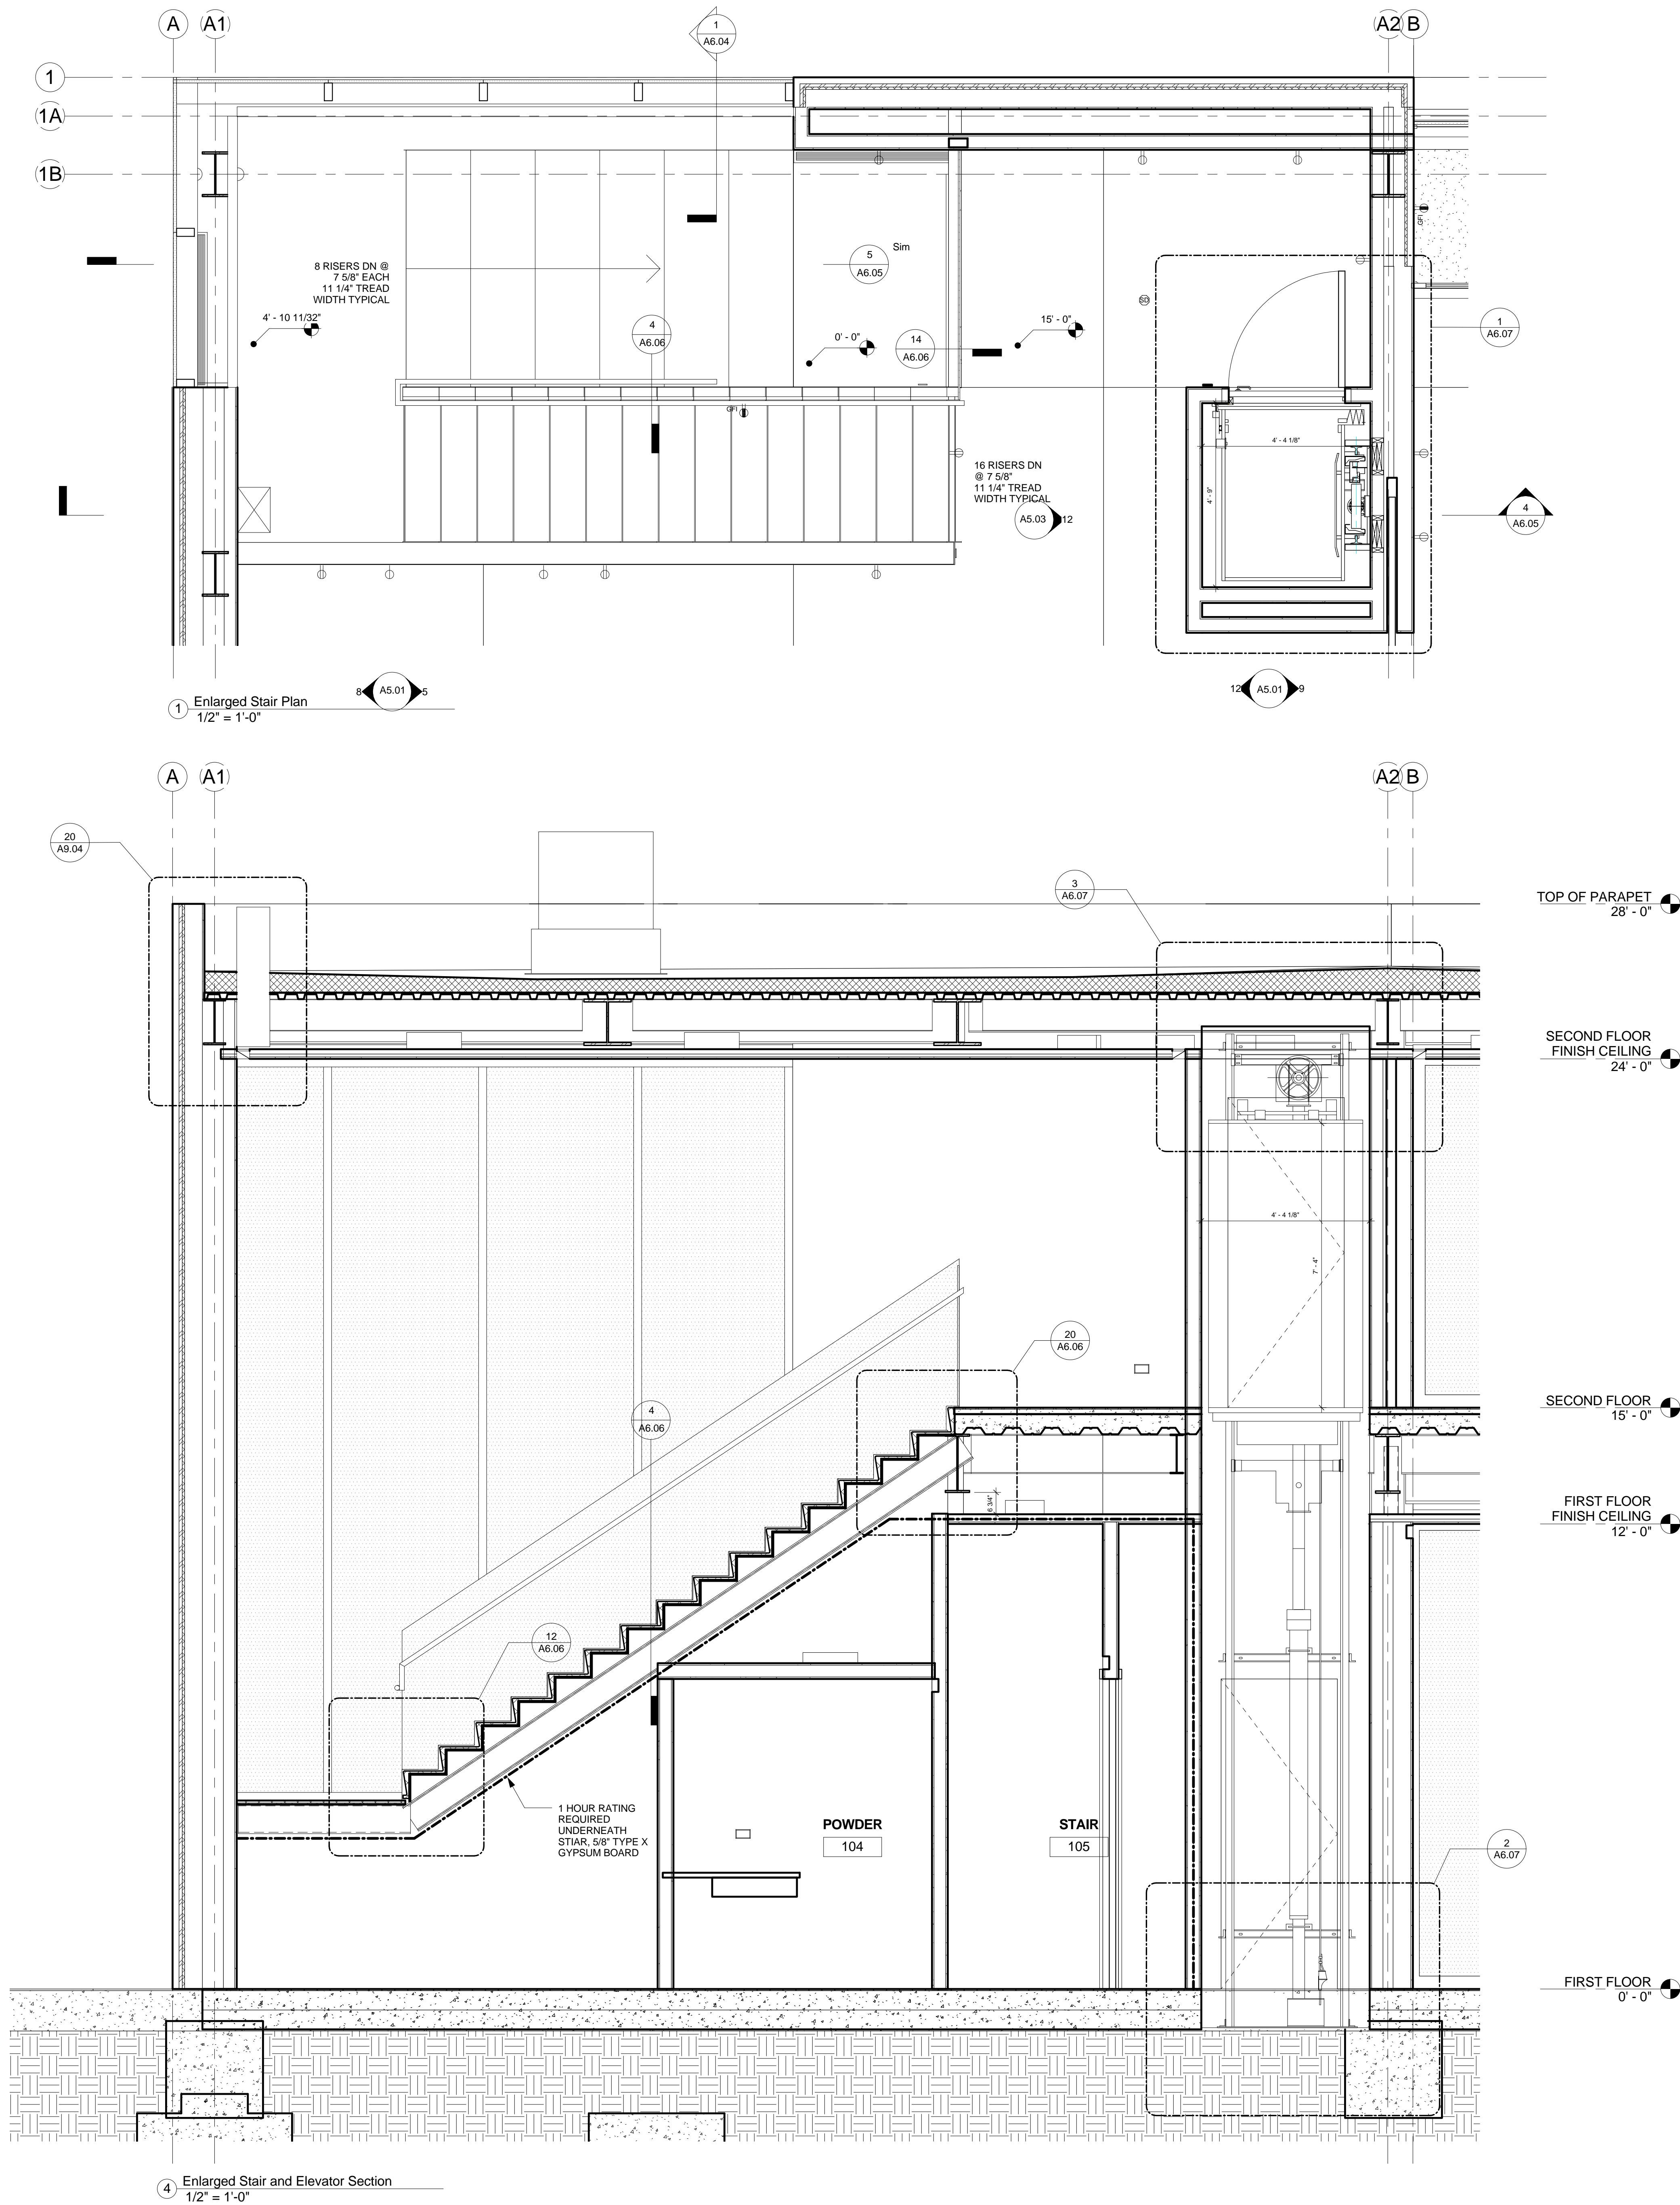 A
A1
A2
B
1
A6.04
1
1A
1B
GFI
Sim
5
A6.05
8 RISERS DN @
7 5/8" EACH
11 1/4" TREAD
WIDTH TYPICAL
SD
4' - 10 11/32"
4
A6.06
0' - 0"
14
A6.06
15' - 0"
1
A6.07
GFI
4' - 4 1/8"
4' - 9"
16 RISERS DN
@ 7 5/8"
11 1/4" TREAD
WIDTH TYPICAL
A5.03
12
4
A6.05
8
A5.01
5
12
A5.01
9
1
Enlarged Stair Plan
1/2" = 1'-0"
A
A1
A2
B
20
A9.04
3
A6.07
TOP OF PARAPET
28' - 0"
SECOND FLOOR
FINISH CEILING
24' - 0"
4' - 4 1/8"
7' - 4"
20
A6.06
4
A6.06
SECOND FLOOR
15' - 0"
6 3/4"
FIRST FLOOR
FINISH CEILING
12' - 0"
12
A6.06
1 HOUR RATING
REQUIRED
UNDERNEATH
STIAR, 5/8" TYPE X
GYPSUM BOARD
POWDER
104
STAIR
105
2
A6.07
FIRST FLOOR
0' - 0"
4
Enlarged Stair and Elevator Section
1/2" = 1'-0"